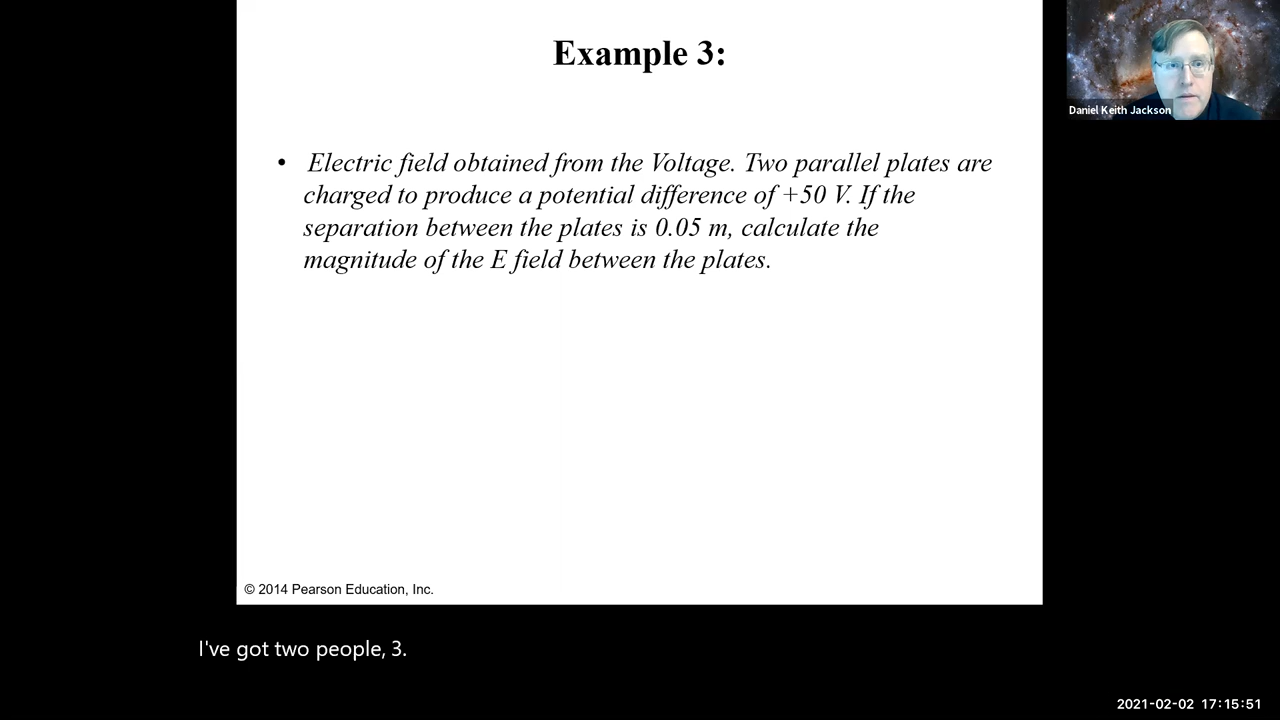 Example 3:
Daniel Keith Jackson
• Electric field obtained from the Voltage. Two parallel plates are
charged to produce a potential difference of +50 V. If the
separation between the plates is 0.05 m, calculate the
magnitude of the E field between the plates.
© 2014 Pearson Education, Inc.
I've got two people, 3.
2021-02-02 17:15:51